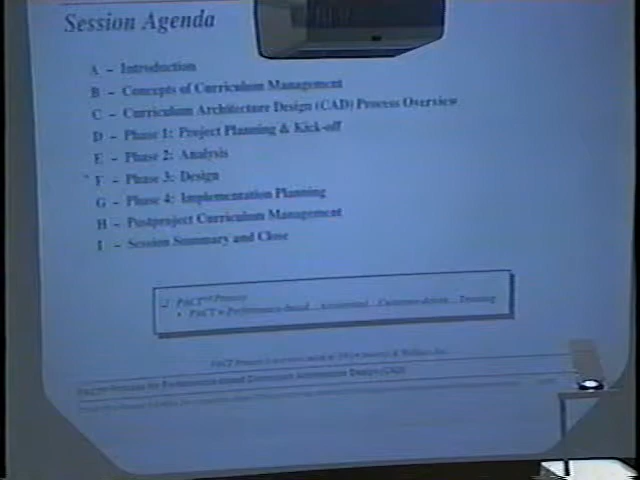 Session Agenda
A - Introduction
B - Concepts of Curriculum Management
C - Curriculum Architecture Design (CAD) Process Overview
D - Phase 1: Project Planning & Kick-off
E - Phase 2: Analysis
F - Phase 3: Design
G - Phase 4: Implementation Planning
H - Postproject Curriculum Management
I - Session Summary and Close
❑ PACT℠ Process
• PACT = Performance-based Accelerated Customer-driven Training